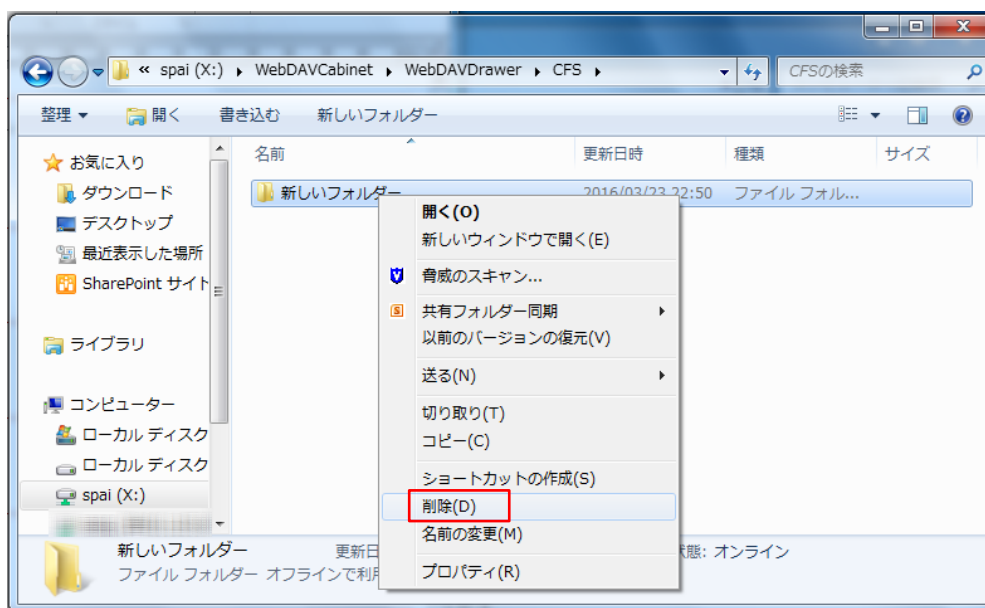 « spai (X:) ▸ WebDAVCabinet ▸ WebDAVDrawer ▸ CFS ▸
CFSの検索
整理 ▼ 開く 書き込む 新しいフォルダー
名前 更新日時 種類 サイズ
お気に入り
ダウンロード
デスクトップ
最近表示した場所
SharePoint サイト
ライブラリ
コンピューター
ローカル ディスク
ローカル ディスク
spai (X:)
新しいフォルダー 2016/03/23 22:50 ファイル フォル...
開く(O)
新しいウィンドウで開く(E)
脅威のスキャン...
共有フォルダー同期
以前のバージョンの復元(V)
送る(N)
切り取り(T)
コピー(C)
ショートカットの作成(S)
削除(D)
名前の変更(M)
プロパティ(R)
新しいフォルダー 更新日 態: オンライン
ファイル フォルダー オフラインで利